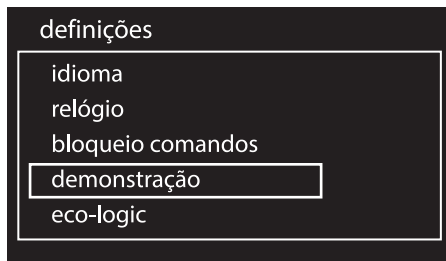 definições
idioma
relógio
bloqueio comandos
demonstração
eco-logic